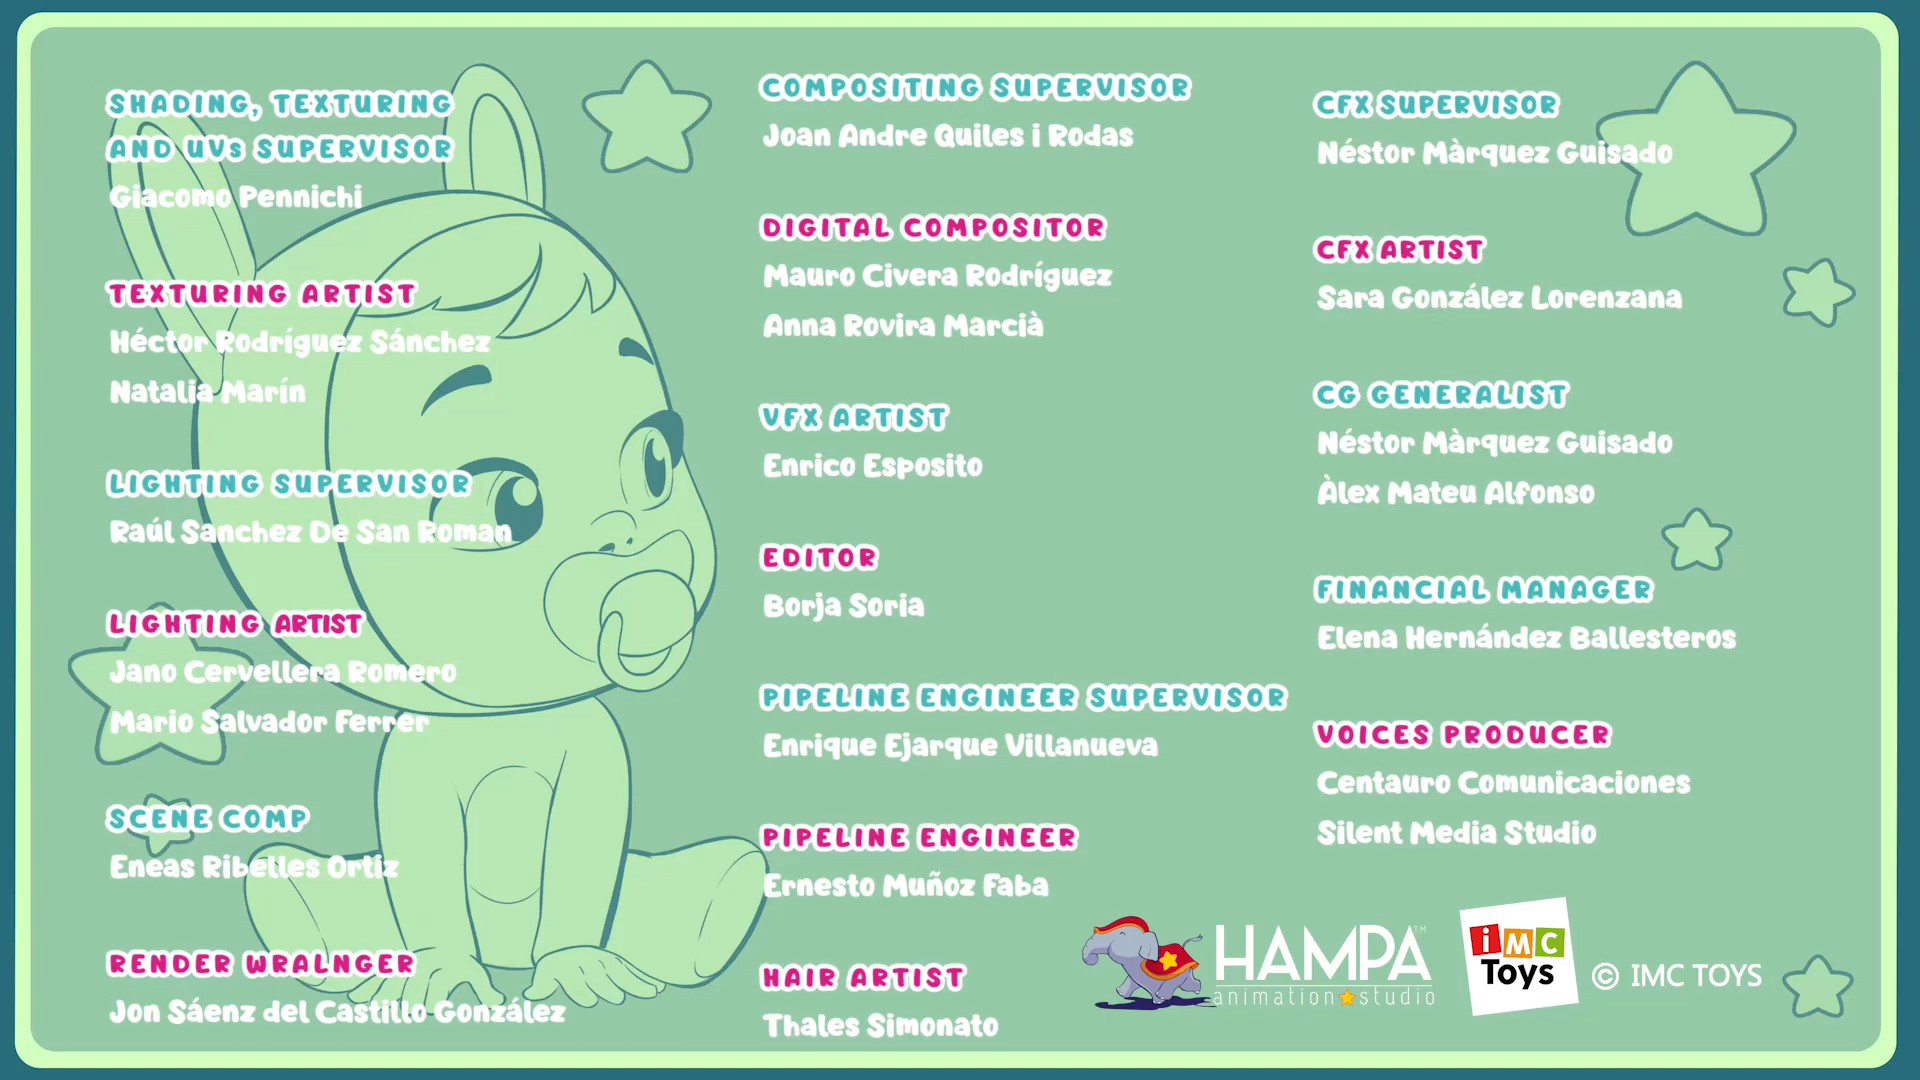 SHADING, TEXTURING
AND UVs SUPERVISOR
Giacomo Pennichi
TEXTURING ARTIST
Héctor Rodríguez Sánchez
Natalia Marín
LIGHTING SUPERVISOR
Raúl Sanchez De San Roman
LIGHTING ARTIST
Jano Cervellera Romero
Mario Salvador Ferrer
SCENE COMP
Eneas Ribelles Ortiz
RENDER WRALNGER
Jon Sáenz del Castillo González
COMPOSITING SUPERVISOR
Joan Andre Quiles i Rodas
DIGITAL COMPOSITOR
Mauro Civera Rodríguez
Anna Rovira Marcià
VFX ARTIST
Enrico Esposito
EDITOR
Borja Soria
PIPELINE ENGINEER SUPERVISOR
Enrique Ejarque Villanueva
PIPELINE ENGINEER
Ernesto Muñoz Faba
HAIR ARTIST
Thales Simonato
CFX SUPERVISOR
Néstor Màrquez Guisado
CFX ARTIST
Sara González Lorenzana
CG GENERALIST
Néstor Màrquez Guisado
Àlex Mateu Alfonso
FINANCIAL MANAGER
Elena Hernández Ballesteros
VOICES PRODUCER
Centauro Comunicaciones
Silent Media Studio
HAMPA™
animation studio
iMC
Toys
© IMC TOYS